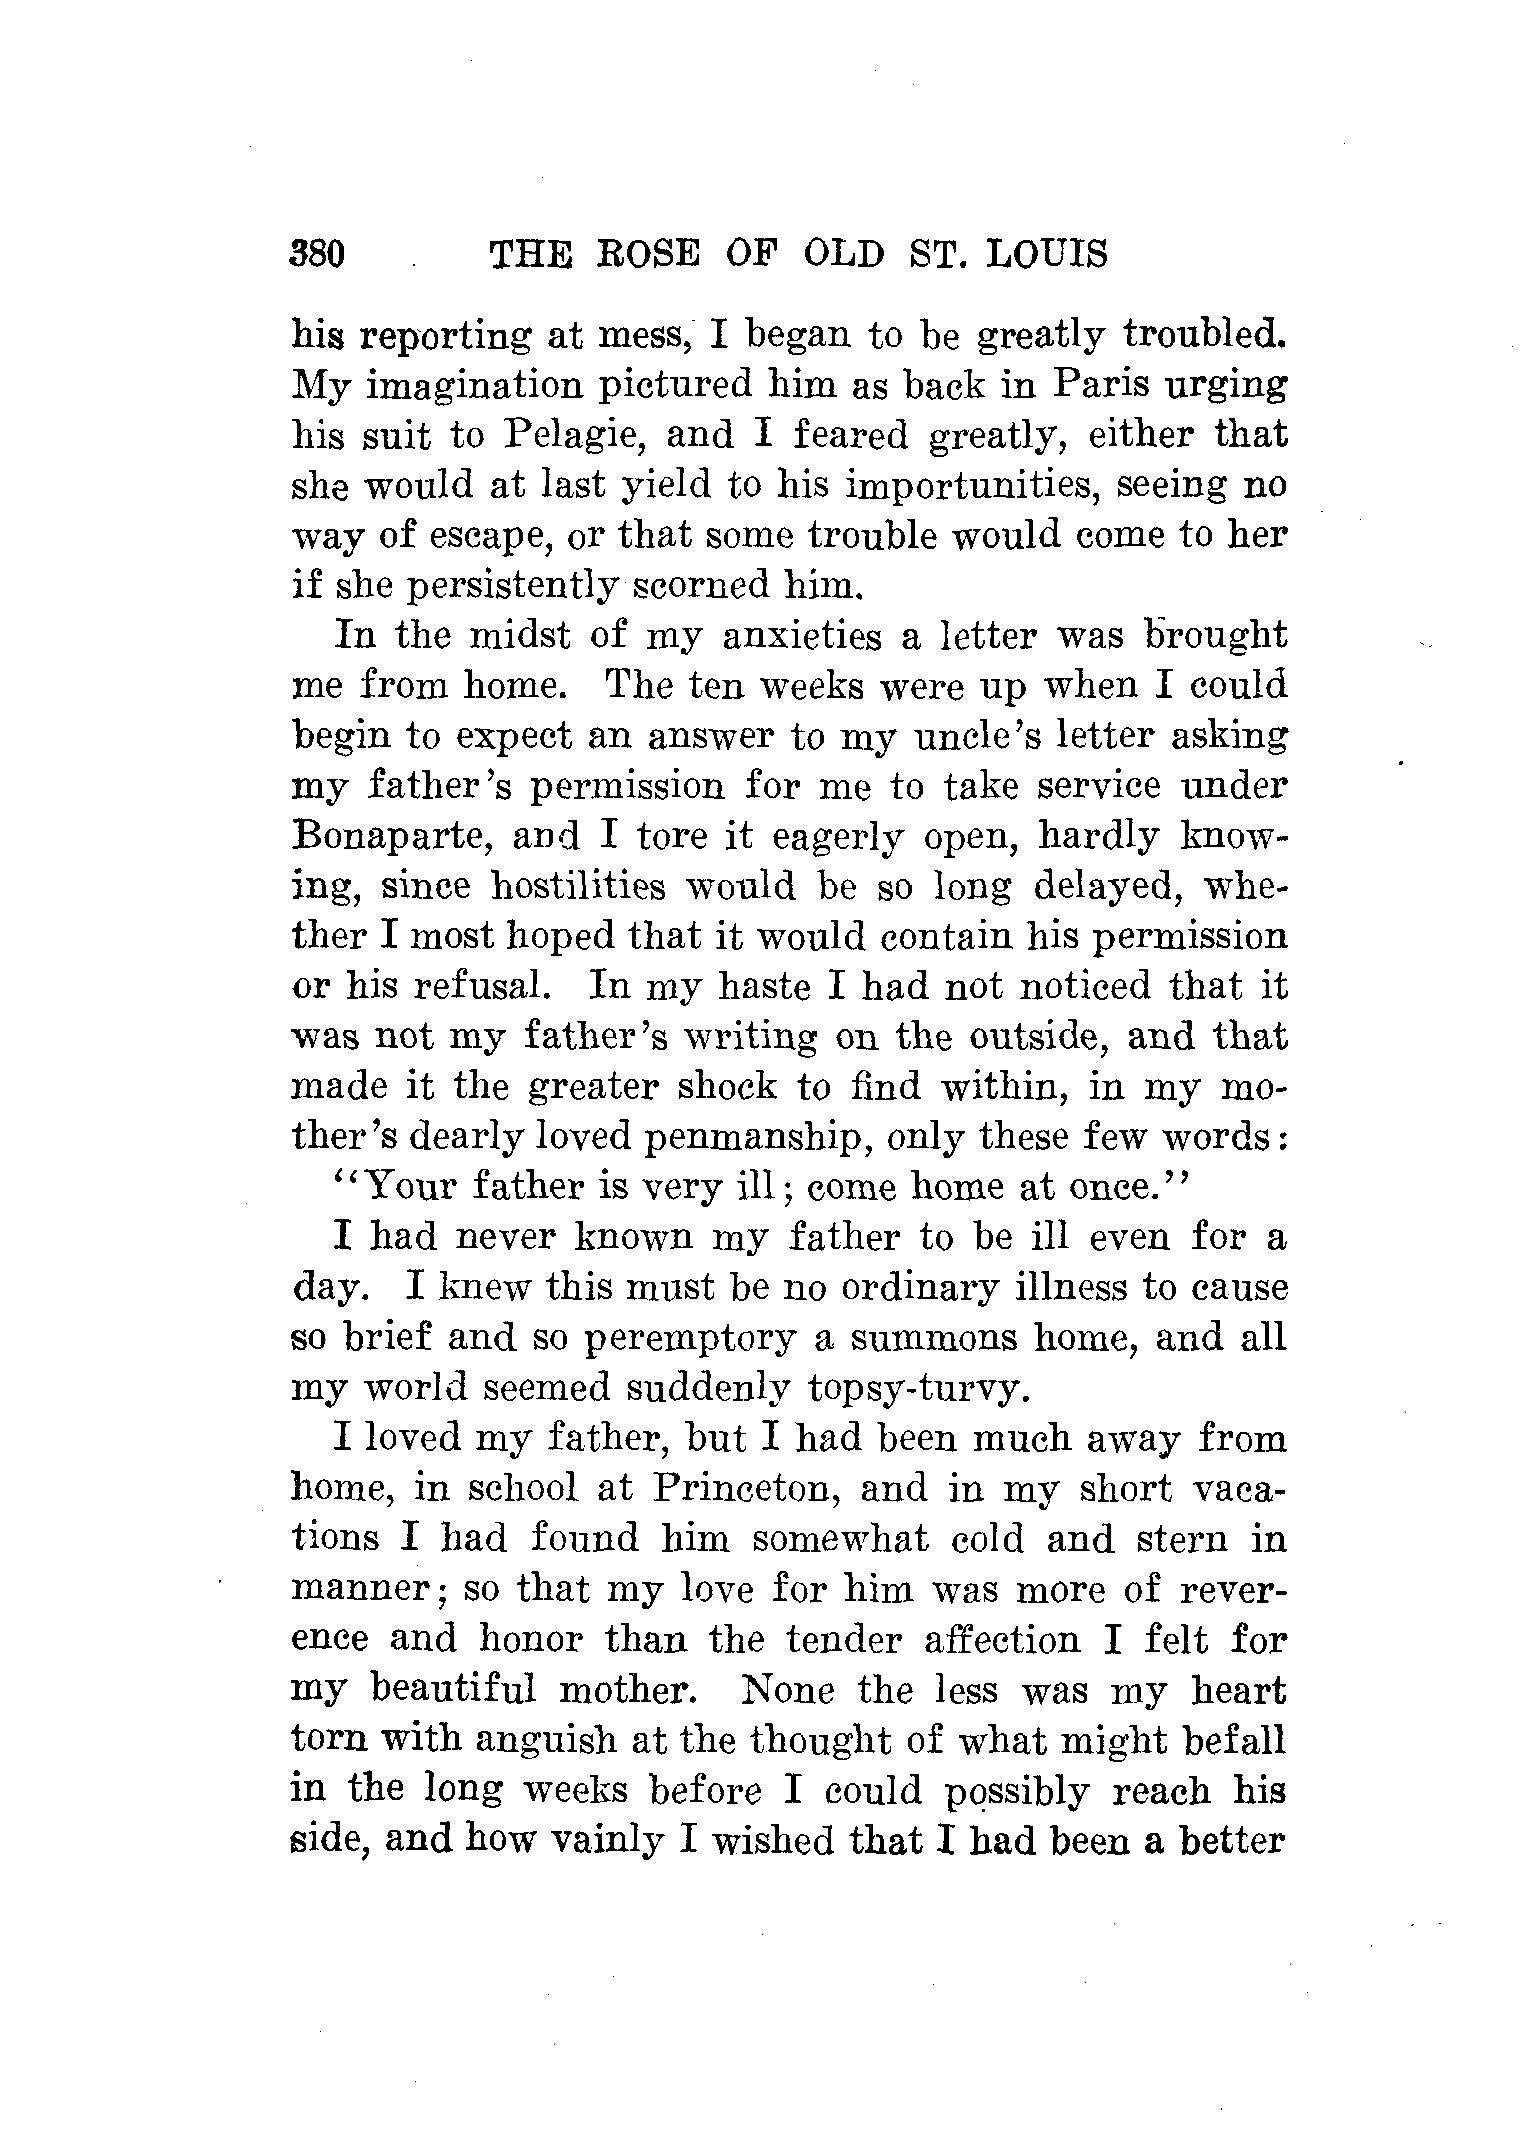 380 THE ROSE OF OLD ST. LOUIS
his reporting at mess, I began to be greatly troubled.
My imagination pictured him as back in Paris urging
his suit to Pelagie, and I feared greatly, either that
she would at last yield to his importunities, seeing no
way of escape, or that some trouble would come to her
if she persistently scorned him.
In the midst of my anxieties a letter was brought
me from home. The ten weeks were up when I could
begin to expect an answer to my uncle's letter asking
my father's permission for me to take service under
Bonaparte, and I tore it eagerly open, hardly know-
ing, since hostilities would be so long delayed, whe-
ther I most hoped that it would contain his permission
or his refusal. In my haste I had not noticed that it
was not my father's writing on the outside, and that
made it the greater shock to find within, in my mo-
ther's dearly loved penmanship, only these few words:
"Your father is very ill; come home at once."
I had never known my father to be ill even for a
day. I knew this must be no ordinary illness to cause
so brief and so peremptory a summons home, and all
my world seemed suddenly topsy-turvy.
I loved my father, but I had been much away from
home, in school at Princeton, and in my short vaca-
tions I had found him somewhat cold and stern in
manner; so that my love for him was more of rever-
ence and honor than the tender affection I felt for
my beautiful mother. None the less was my heart
torn with anguish at the thought of what might befall
in the long weeks before I could possibly reach his
side, and how vainly I wished that I had been a better